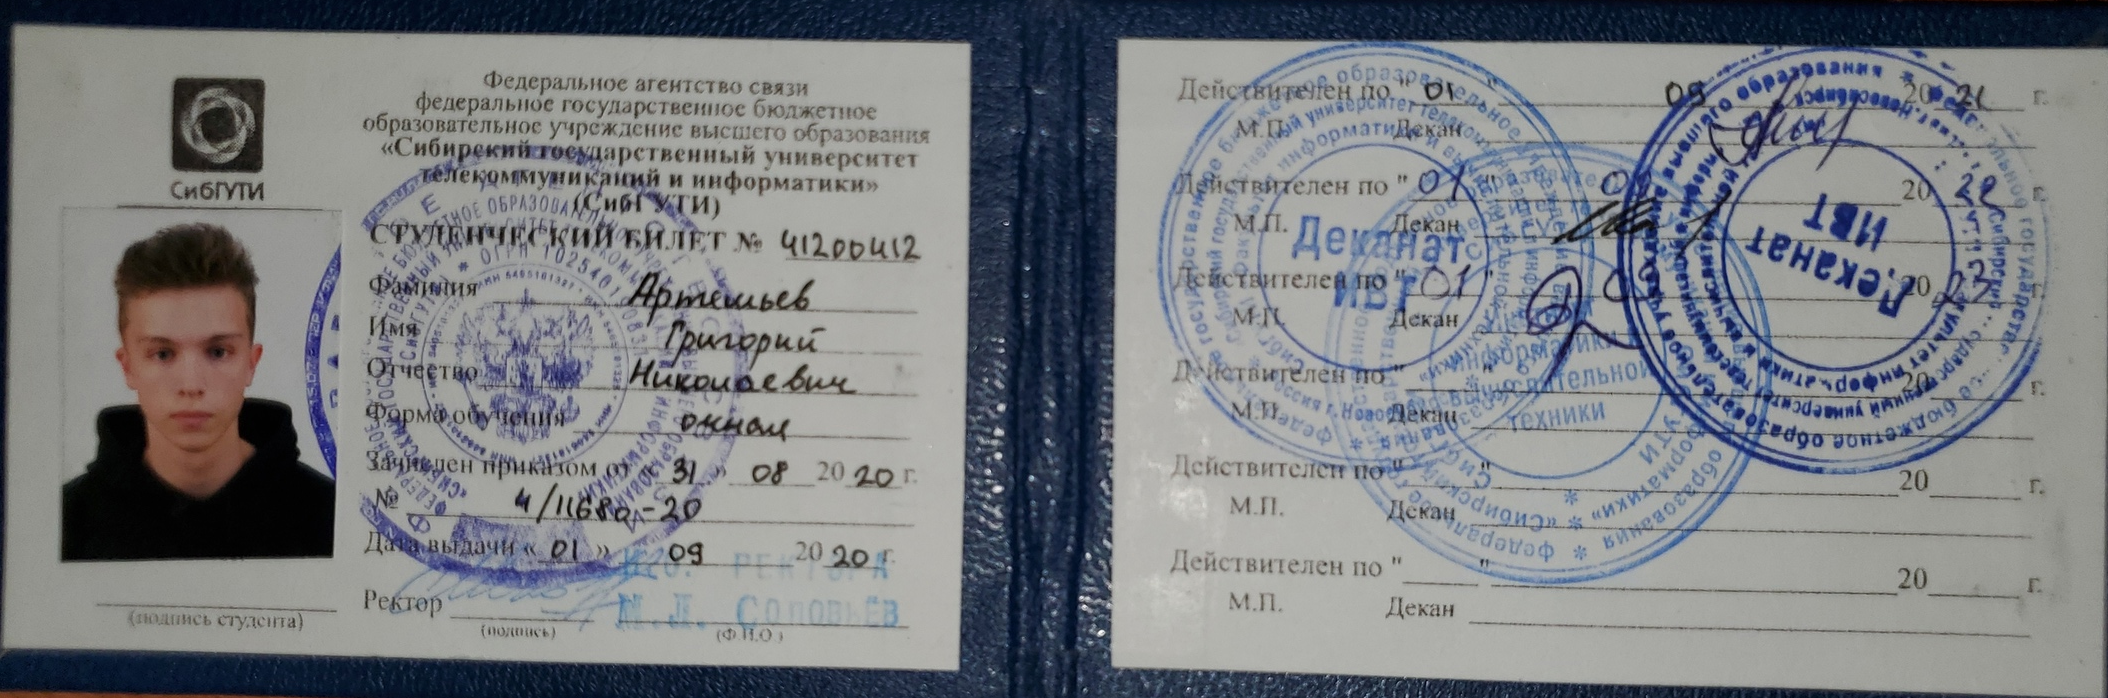 СибГУТИ
Федеральное агентство связи
федеральное государственное бюджетное
образовательное учреждение высшего образования
«Сибирский государственный университет
телекоммуникаций и информатики»
(СибГУТИ)
СТУДЕНЧЕСКИЙ БИЛЕТ № 41200412
Фамилия Артемьев
Имя Григорий
Отчество Николаевич
Форма обучения очная
Зачислен приказом от « 31 » 08 20 20 г.
№ 4/1168о-20
Дата выдачи « 01 » 09 20 20 г.
И.О. РЕКТОРА
Ректор М.Л. СОЛОВЬЁВ
(подпись) (Ф.И.О.)
(подпись студента)
Действителен по " 01 " 09 20 21 г.
М.П. Декан
Действителен по " 01 " 09 20 22 г.
М.П. Декан
Действителен по " 01 " 09 20 23 г.
М.П. Декан
Действителен по " " 20 г.
М.П. Декан
Действителен по " " 20 г.
М.П. Декан
Действителен по " " 20 г.
М.П. Декан
Деканат
ИВТ
Деканат
ИВТ
информатики и
вычислительной
техники